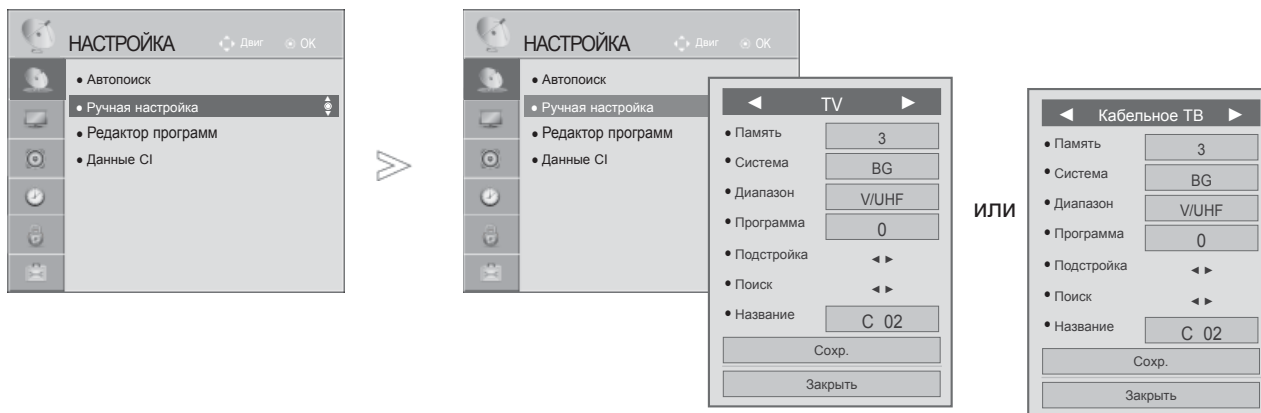 НАСТРОЙКА Двиг ОК
• Автопоиск
• Ручная настройка
• Редактор программ
• Данные CI
НАСТРОЙКА Двиг ОК
• Автопоиск
• Ручная настройка
• Редактор программ
• Данные CI
◄ TV ►
• Память 3
• Система BG
• Диапазон V/UHF
• Программа 0
• Подстройка ◄ ►
• Поиск ◄ ►
• Название C 02
Сохр.
Закрыть
или
◄ Кабельное ТВ ►
• Память 3
• Система BG
• Диапазон V/UHF
• Программа 0
• Подстройка ◄ ►
• Поиск ◄ ►
• Название C 02
Сохр.
Закрыть